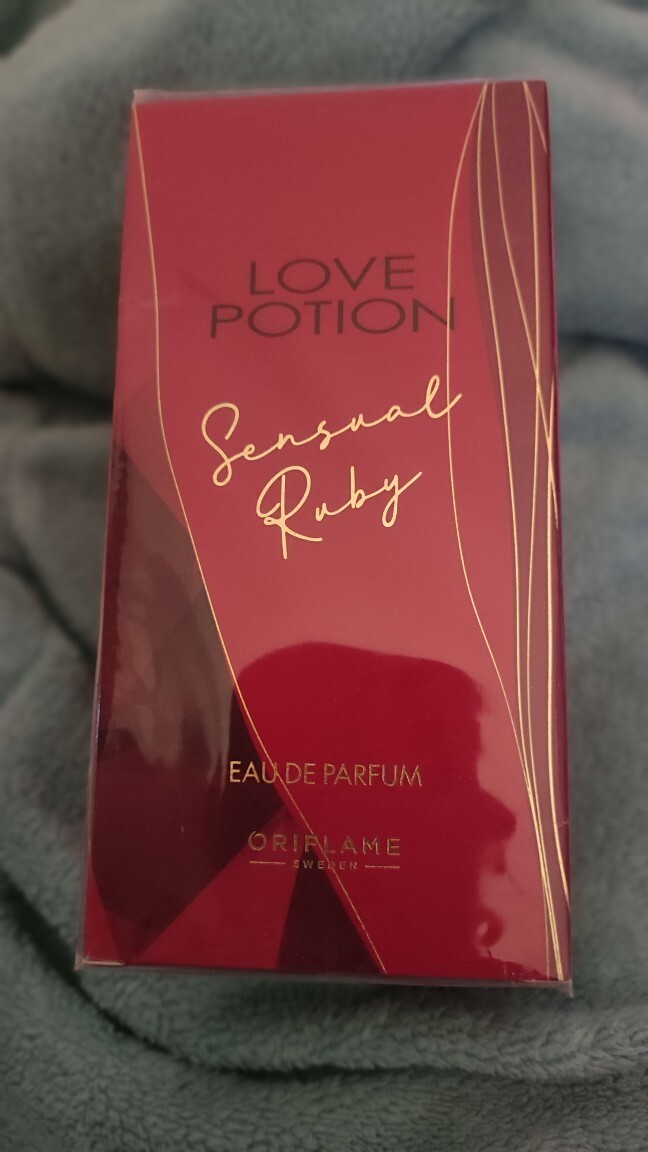 LOVE
POTION
Sensual
Ruby
EAU DE PARFUM
ORIFLAME
SWEDEN